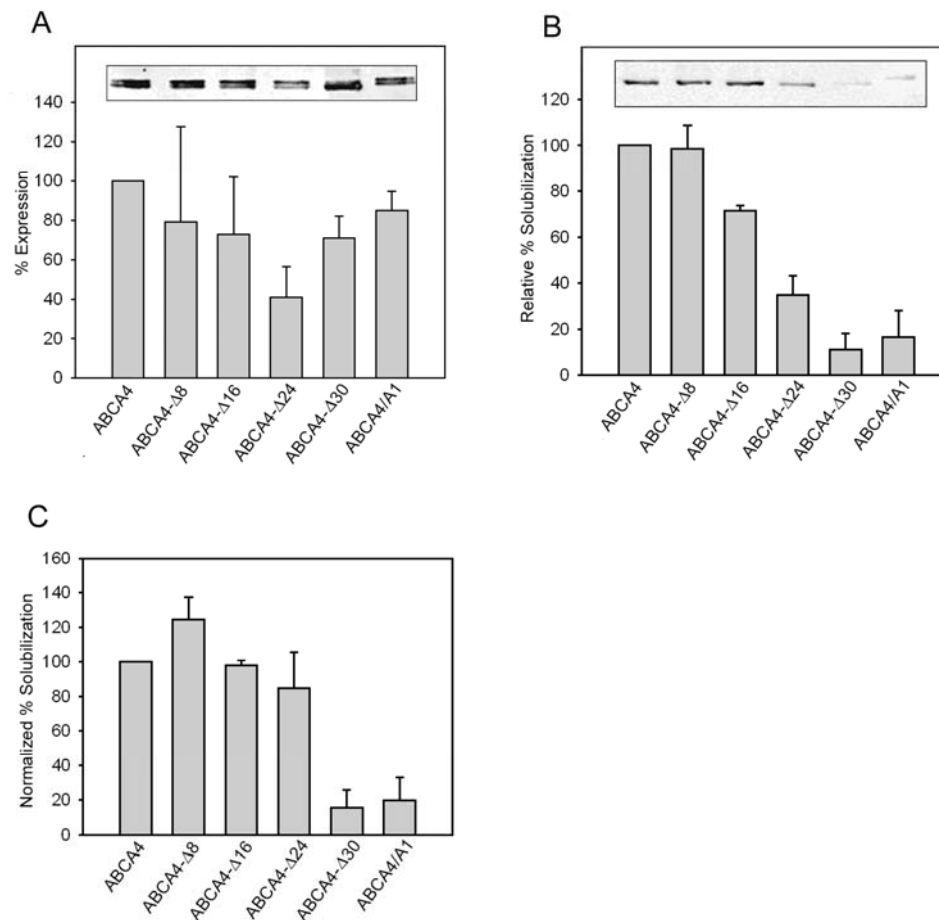 A
% Expression
140
120
100
80
60
40
20
0
ABCA4
ABCA4-Δ8
ABCA4-Δ16
ABCA4-Δ24
ABCA4-Δ30
ABCA4/A1
B
Relative % Solubilization
120
100
80
60
40
20
0
ABCA4
ABCA4-Δ8
ABCA4-Δ16
ABCA4-Δ24
ABCA4-Δ30
ABCA4/A1
C
Normalized % Solubilization
160
140
120
100
80
60
40
20
0
ABCA4
ABCA4-Δ8
ABCA4-Δ16
ABCA4-Δ24
ABCA4-Δ30
ABCA4/A1